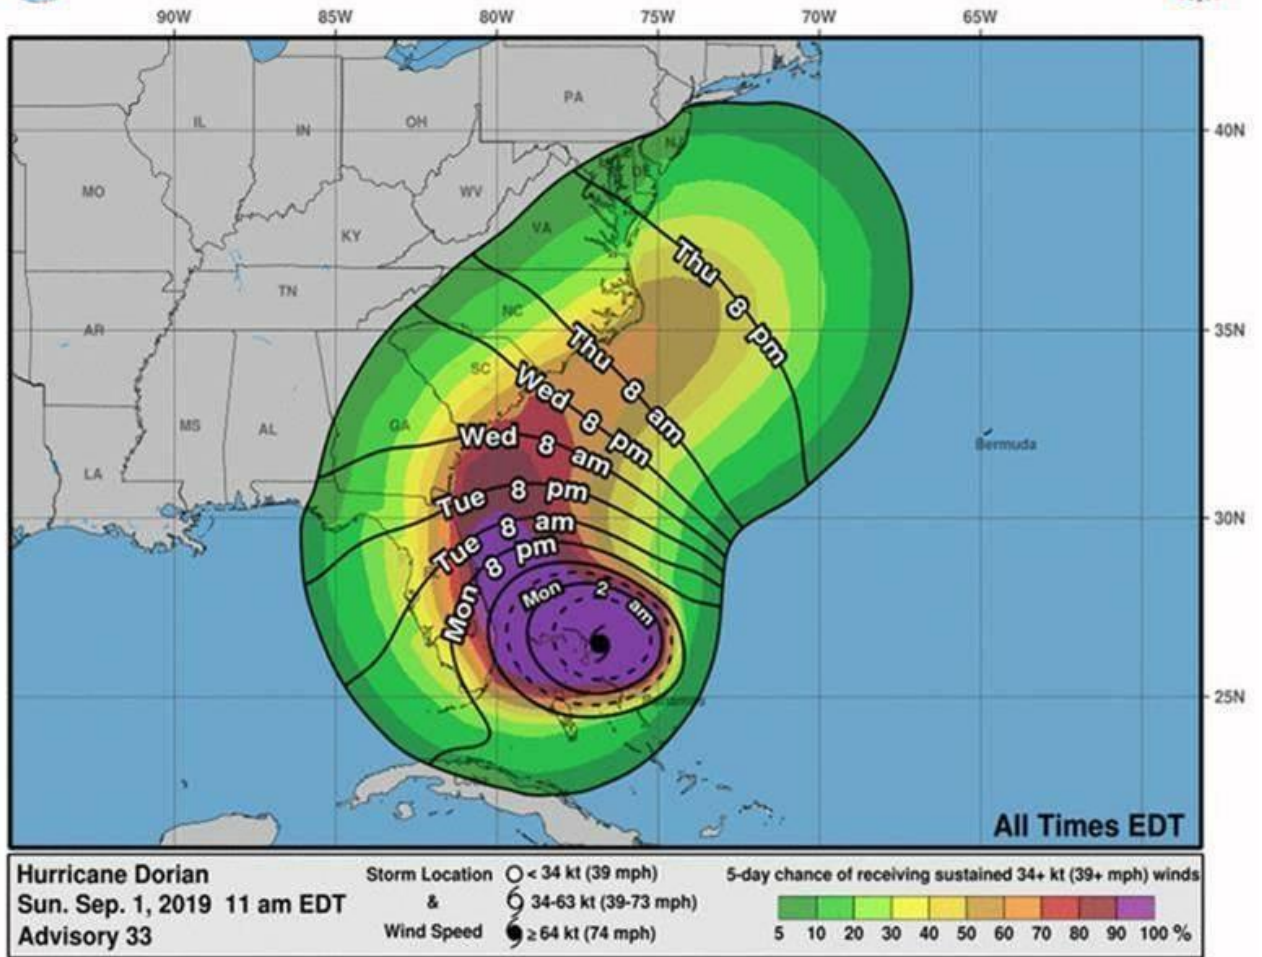 90W 85W 80W 75W 70W 65W
PA
IL IN OH
40N
NJ
DE
MO WV
VA
KY
Thu 8 pm
TN
NC
AR
35N
Thu 8 am
SC
Wed 8 pm
MS AL GA
Wed 8 am
Bermuda
LA
Tue 8 pm
30N
Tue 8 am
Mon 8 pm
Mon 2 am
25N
Bahamas
All Times EDT
Hurricane Dorian
Sun. Sep. 1, 2019 11 am EDT
Advisory 33
Storm Location
&
Wind Speed
< 34 kt (39 mph)
34-63 kt (39-73 mph)
≥ 64 kt (74 mph)
5-day chance of receiving sustained 34+ kt (39+ mph) winds
5 10 20 30 40 50 60 70 80 90 100 %